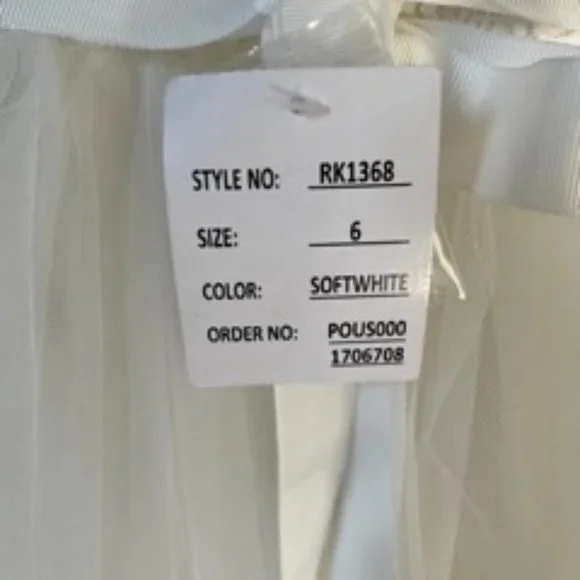 STYLE NO: RK1368
SIZE: 6
COLOR: SOFTWHITE
ORDER NO: POUS000
1706708